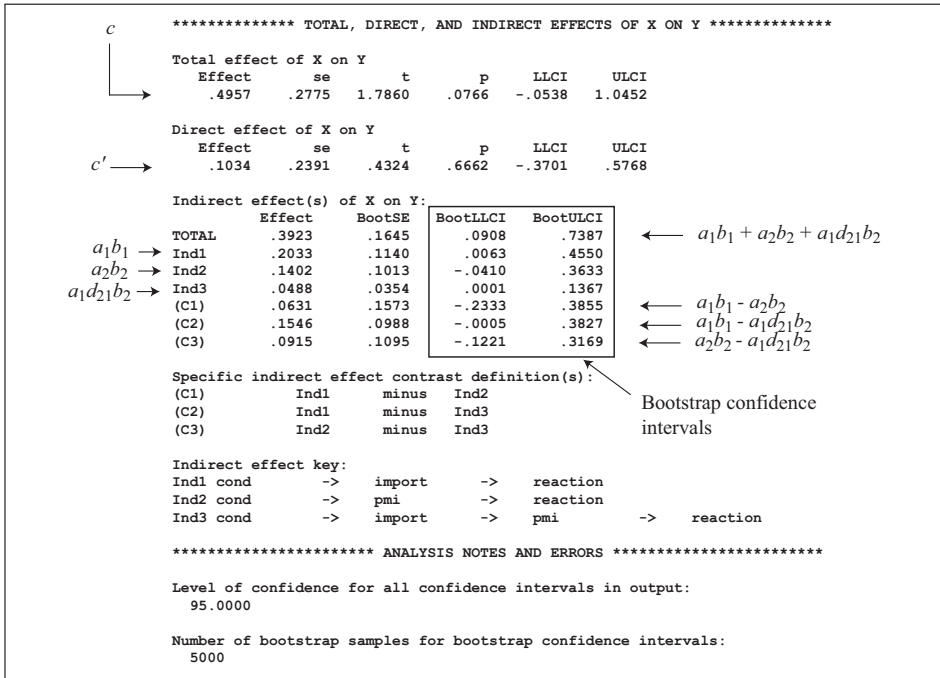 ************** TOTAL, DIRECT, AND INDIRECT EFFECTS OF X ON Y **************
c
Total effect of X on Y
Effect se t p LLCI ULCI
.4957 .2775 1.7860 .0766 -.0538 1.0452
Direct effect of X on Y
Effect se t p LLCI ULCI
c′ .1034 .2391 .4324 .6662 -.3701 .5768
Indirect effect(s) of X on Y:
Effect BootSE BootLLCI BootULCI
TOTAL .3923 .1645 .0908 .7387 a1b1 + a2b2 + a1d21b2
a1b1 Ind1 .2033 .1140 .0063 .4550
a2b2 Ind2 .1402 .1013 -.0410 .3633
a1d21b2 Ind3 .0488 .0354 .0001 .1367
(C1) .0631 .1573 -.2333 .3855 a1b1 - a2b2
(C2) .1546 .0988 -.0005 .3827 a1b1 - a1d21b2
(C3) .0915 .1095 -.1221 .3169 a2b2 - a1d21b2
Specific indirect effect contrast definition(s):
(C1) Ind1 minus Ind2
(C2) Ind1 minus Ind3
(C3) Ind2 minus Ind3
Bootstrap confidence
intervals
Indirect effect key:
Ind1 cond -> import -> reaction
Ind2 cond -> pmi -> reaction
Ind3 cond -> import -> pmi -> reaction
*********************** ANALYSIS NOTES AND ERRORS ************************
Level of confidence for all confidence intervals in output:
95.0000
Number of bootstrap samples for bootstrap confidence intervals:
5000